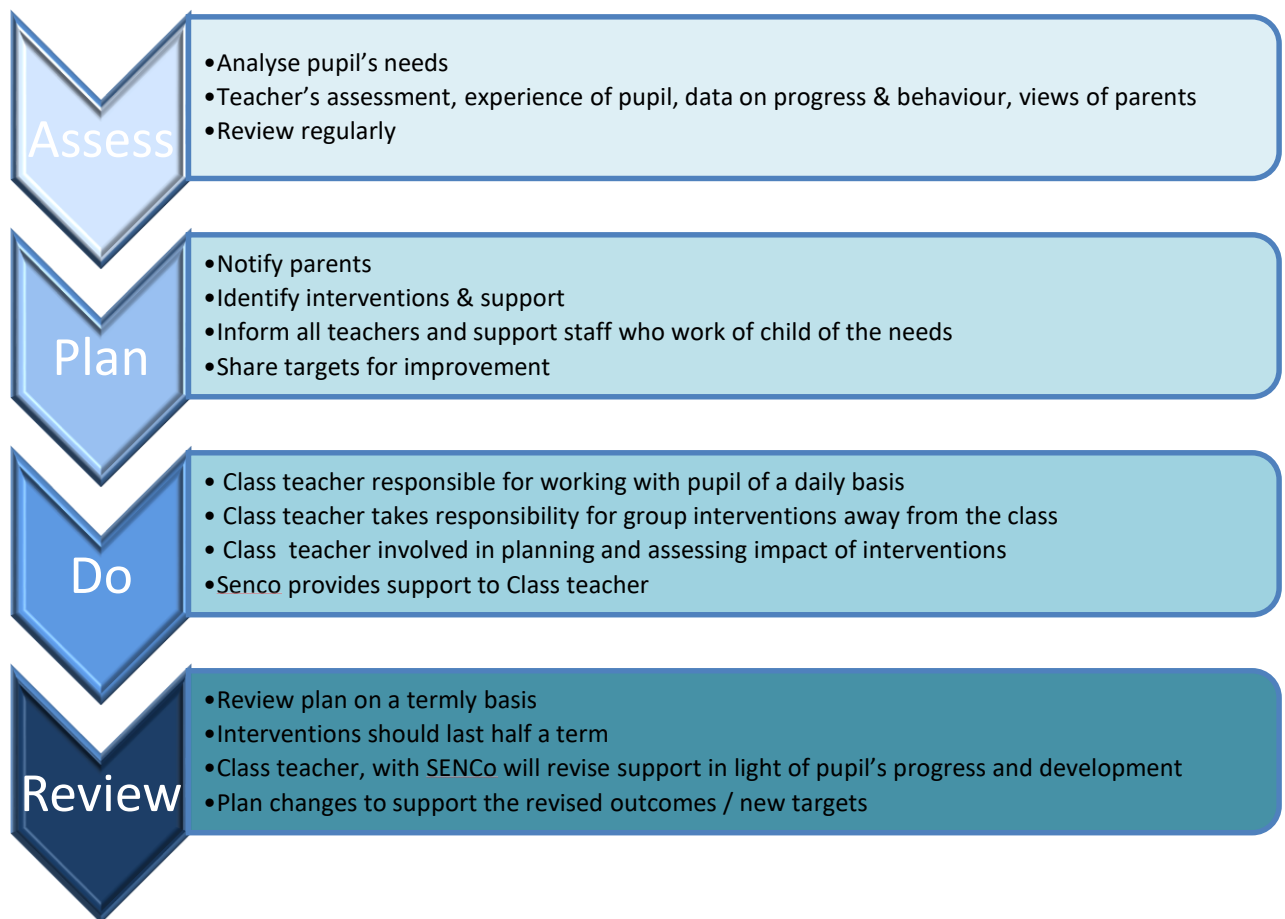 Assess
•Analyse pupil’s needs
•Teacher’s assessment, experience of pupil, data on progress & behaviour, views of parents
•Review regularly
Plan
•Notify parents
•Identify interventions & support
•Inform all teachers and support staff who work of child of the needs
•Share targets for improvement
Do
• Class teacher responsible for working with pupil of a daily basis
• Class teacher takes responsibility for group interventions away from the class
• Class  teacher involved in planning and assessing impact of interventions
•Senco provides support to Class teacher
Review
•Review plan on a termly basis
•Interventions should last half a term
•Class teacher, with SENCo will revise support in light of pupil’s progress and development
•Plan changes to support the revised outcomes / new targets